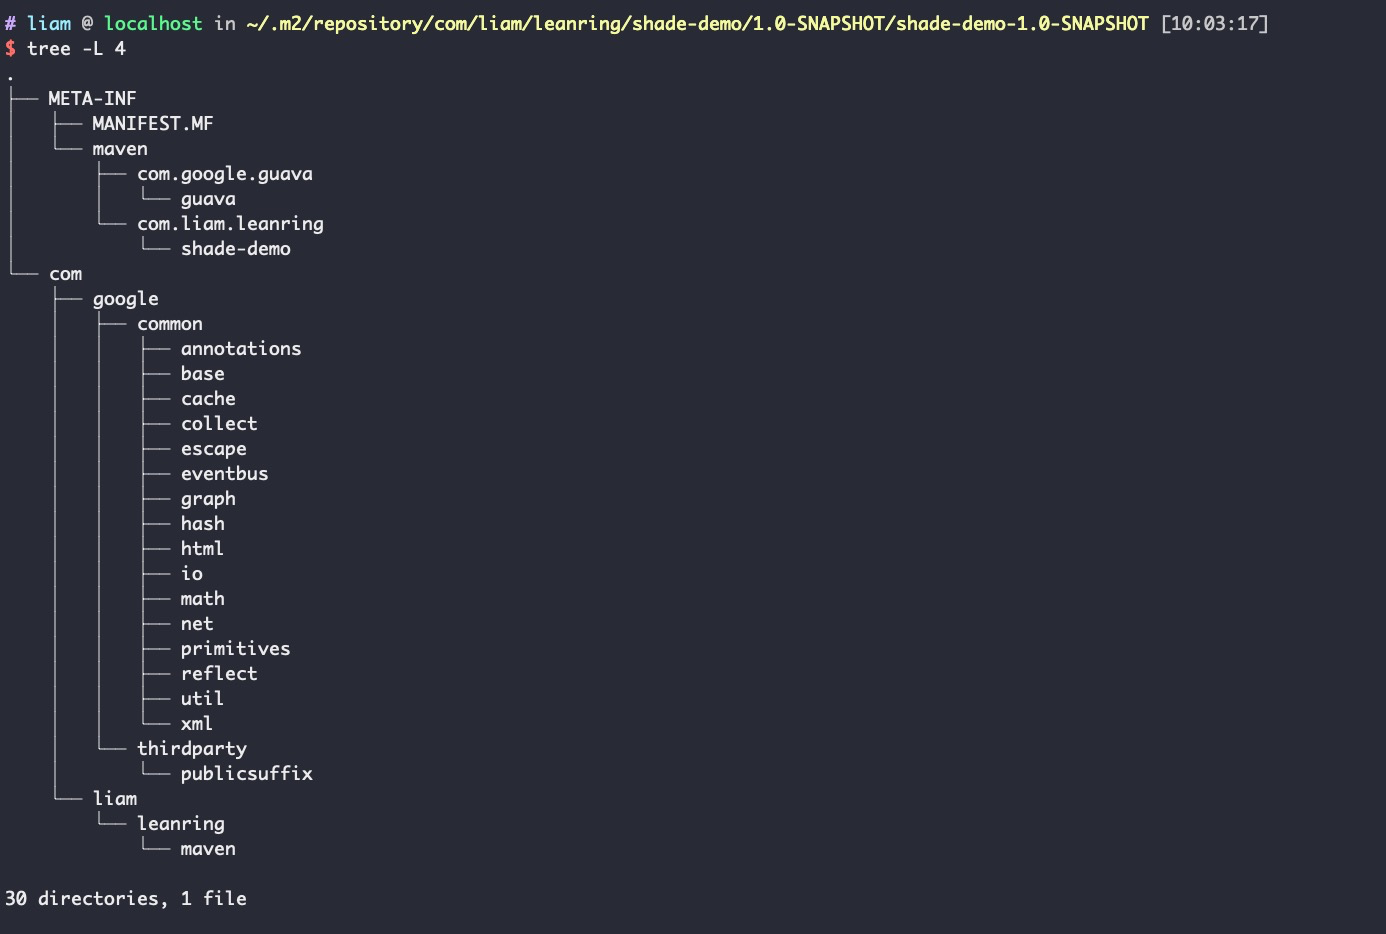 # liam @ localhost in ~/.m2/repository/com/liam/leanring/shade-demo/1.0-SNAPSHOT/shade-demo-1.0-SNAPSHOT [10:03:17]
$ tree -L 4
.
├── META-INF
│   ├── MANIFEST.MF
│   └── maven
│       ├── com.google.guava
│       │   └── guava
│       └── com.liam.leanring
│           └── shade-demo
└── com
    ├── google
    │   ├── common
    │   │   ├── annotations
    │   │   ├── base
    │   │   ├── cache
    │   │   ├── collect
    │   │   ├── escape
    │   │   ├── eventbus
    │   │   ├── graph
    │   │   ├── hash
    │   │   ├── html
    │   │   ├── io
    │   │   ├── math
    │   │   ├── net
    │   │   ├── primitives
    │   │   ├── reflect
    │   │   ├── util
    │   │   └── xml
    │   └── thirdparty
    │       └── publicsuffix
    └── liam
        └── leanring
            └── maven
30 directories, 1 file